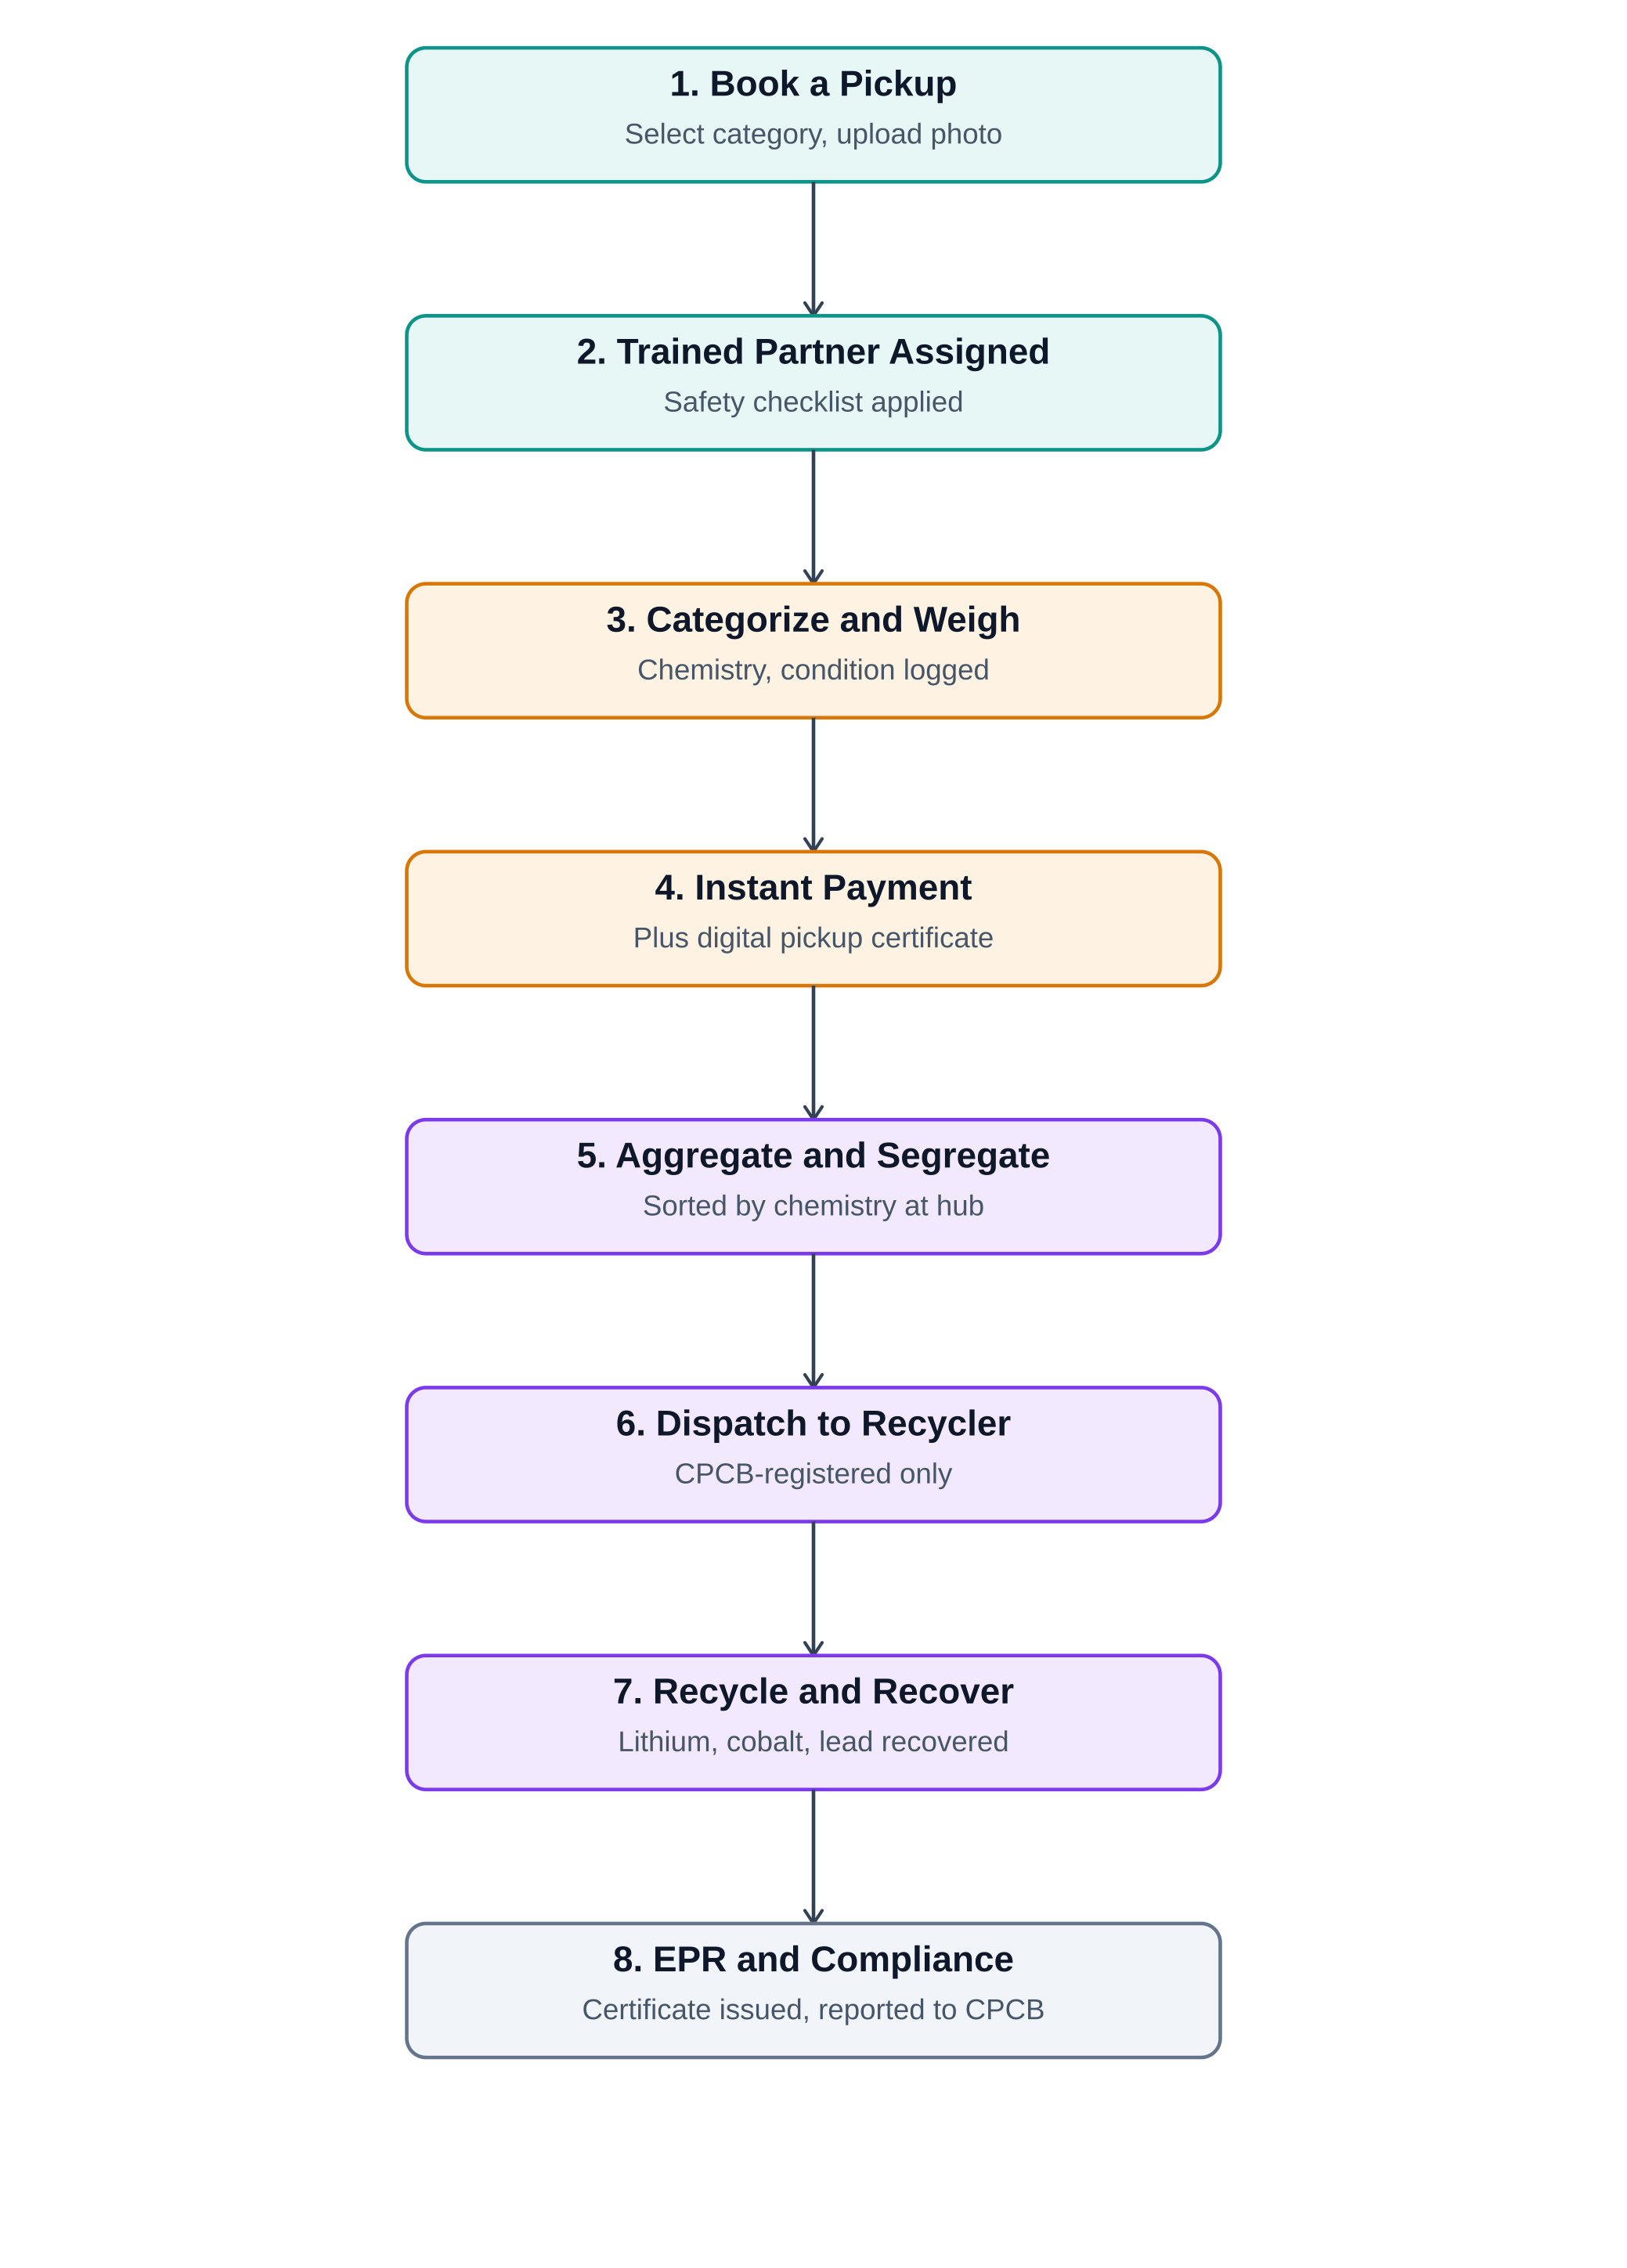 1. Book a Pickup
Select category, upload photo
2. Trained Partner Assigned
Safety checklist applied
3. Categorize and Weigh
Chemistry, condition logged
4. Instant Payment
Plus digital pickup certificate
5. Aggregate and Segregate
Sorted by chemistry at hub
6. Dispatch to Recycler
CPCB-registered only
7. Recycle and Recover
Lithium, cobalt, lead recovered
8. EPR and Compliance
Certificate issued, reported to CPCB